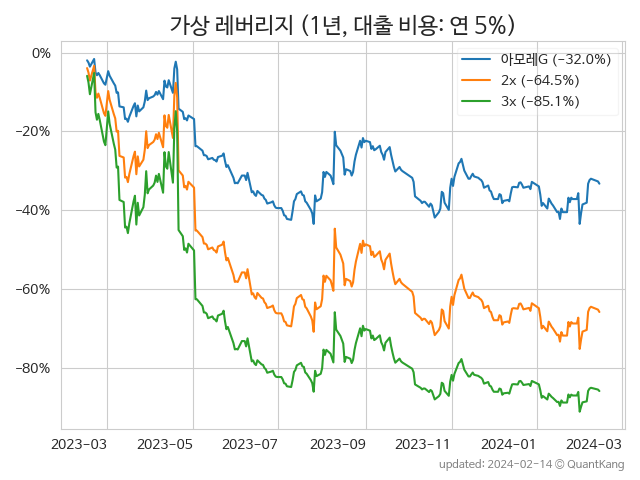 가상 레버리지 (1년, 대출 비용: 연 5%)
0%
−20%
−40%
−60%
−80%
아모레G (−32.0%)
2x (−64.5%)
3x (−85.1%)
2023-03
2023-05
2023-07
2023-09
2023-11
2024-01
2024-03
updated: 2024-02-14 © QuantKang